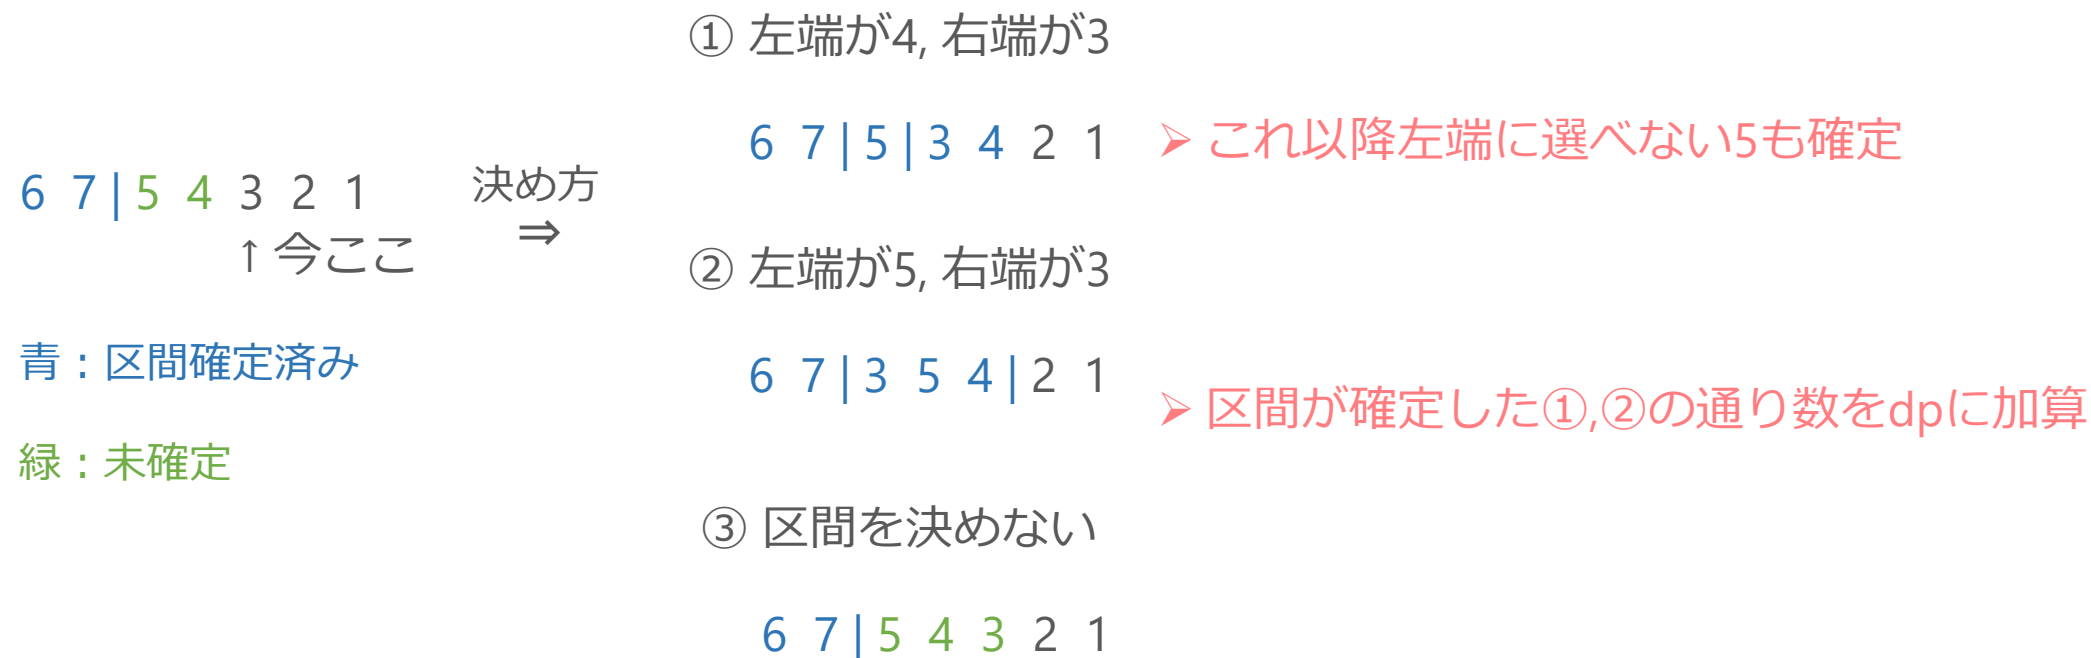 6 7 | 5 4 3 2 1
↑今ここ
青：区間確定済み
緑：未確定
決め方
⇒
① 左端が4, 右端が3
6 7 | 5 | 3 4 2 1
➢ これ以降左端に選べない5も確定
② 左端が5, 右端が3
6 7 | 3 5 4 | 2 1
➢ 区間が確定した①,②の通り数をdpに加算
③ 区間を決めない
6 7 | 5 4 3 2 1